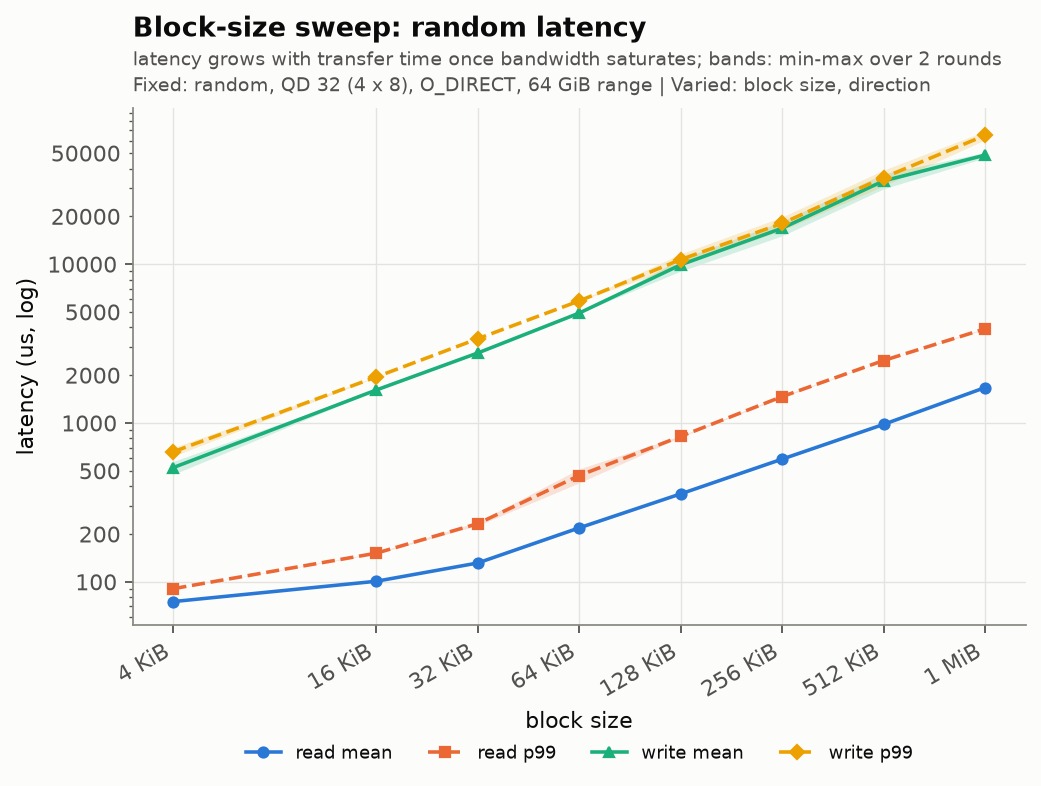 Block-size sweep: random latency
latency grows with transfer time once bandwidth saturates; bands: min-max over 2 rounds
Fixed: random, QD 32 (4 x 8), O_DIRECT, 64 GiB range | Varied: block size, direction
latency (us, log)
50000
20000
10000
5000
2000
1000
500
200
100
4 KiB
16 KiB
32 KiB
64 KiB
128 KiB
256 KiB
512 KiB
1 MiB
block size
read mean
read p99
write mean
write p99